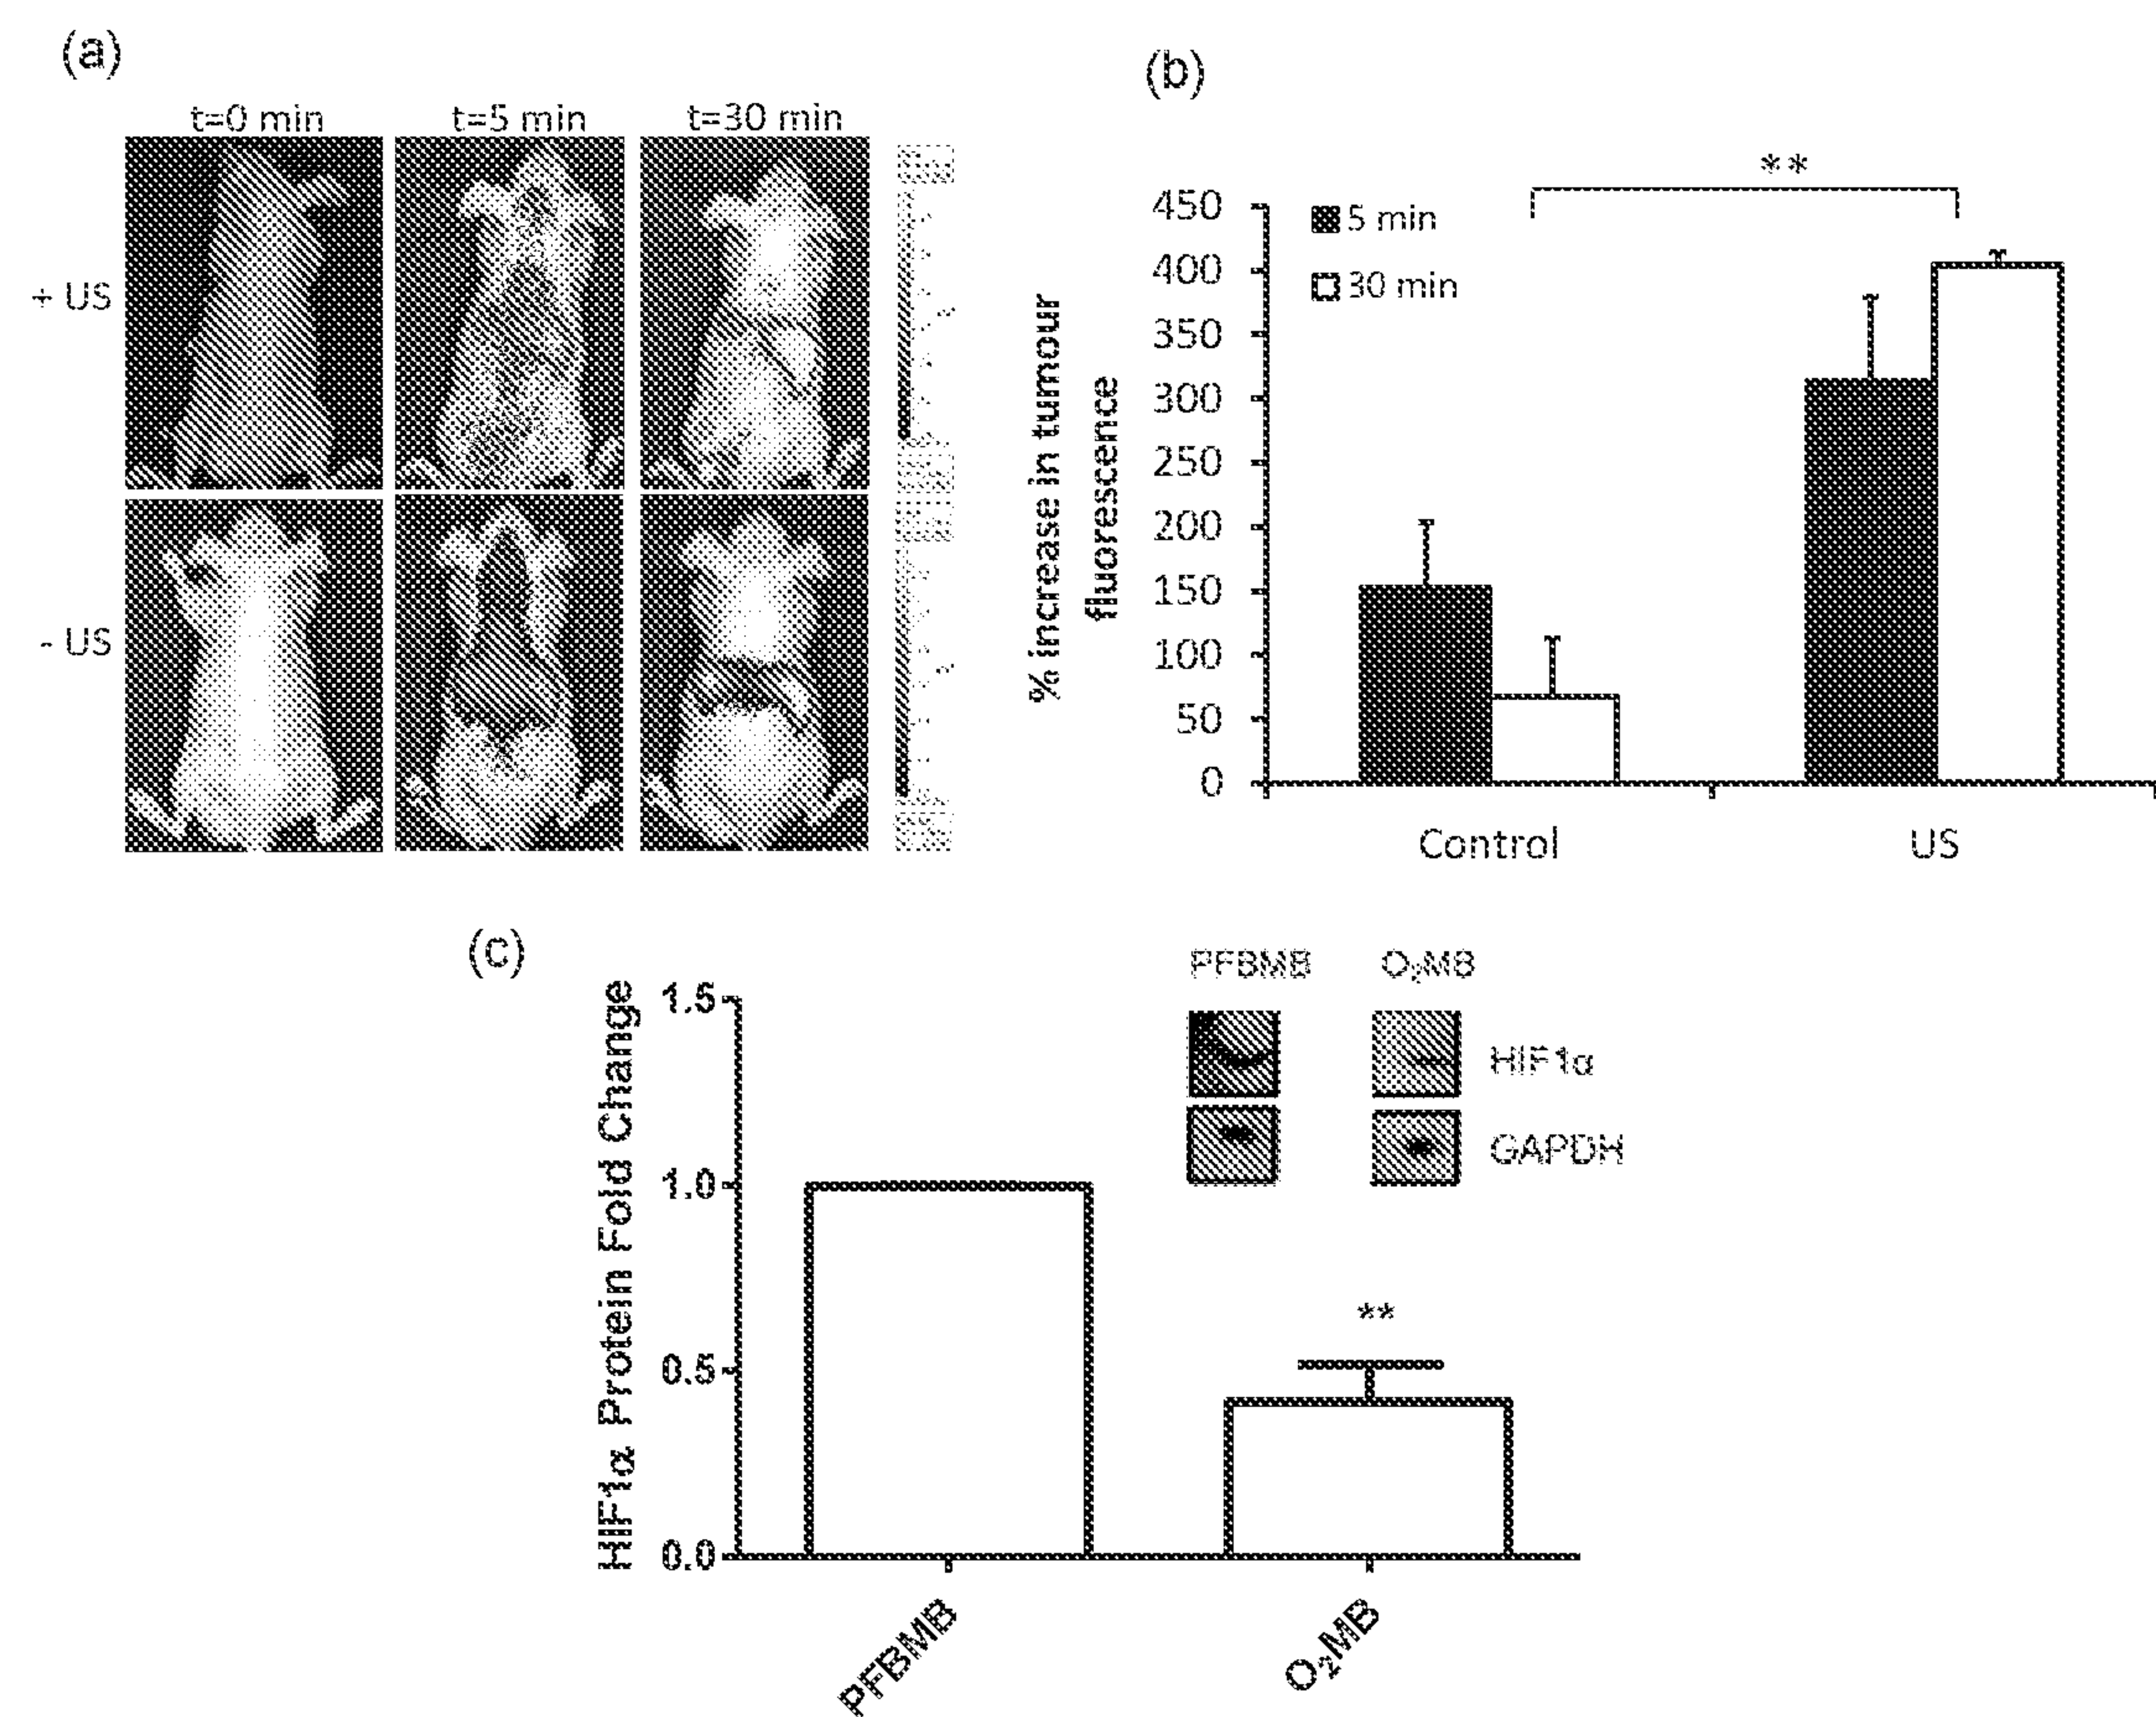 (a)
t=0 min t=5 min t=30 min
+ US
- US
(b)
**
5 min
30 min
% increase in tumour
fluorescence
450
400
350
300
250
200
150
100
50
0
Control US
(c)
HIF1α Protein Fold Change
1.5
1.0
0.5
0.0
PFBMB O₂MB
HIF1α
GAPDH
**
PFBMB
O₂MB